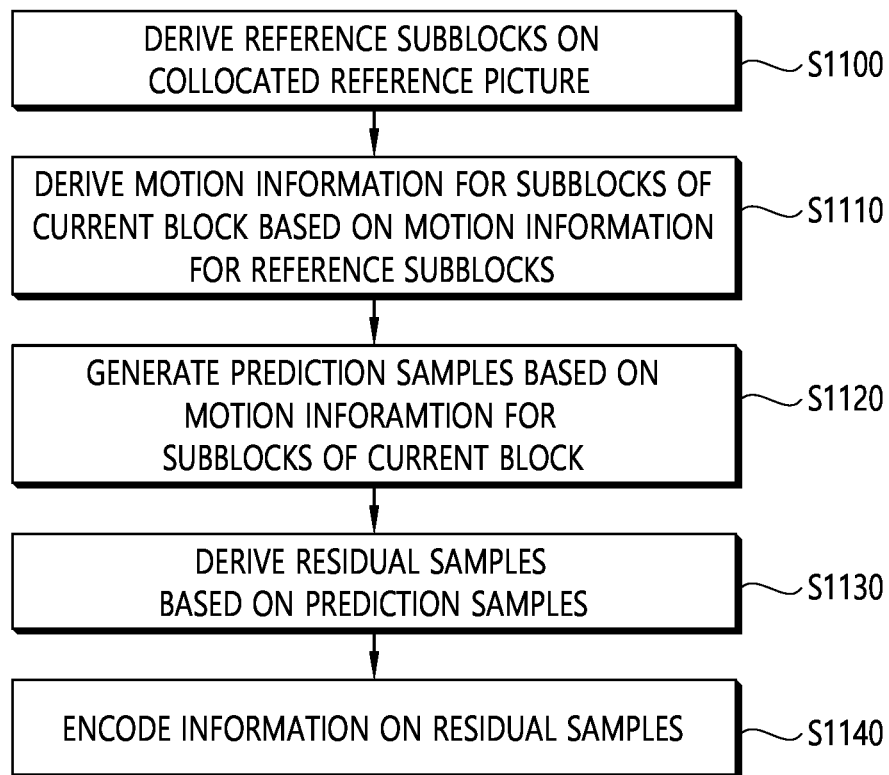 DERIVE REFERENCE SUBBLOCKS ON
COLLOCATED REFERENCE PICTURE
S1100
DERIVE MOTION INFORMATION FOR SUBBLOCKS OF
CURRENT BLOCK BASED ON MOTION INFORMATION
FOR REFERENCE SUBBLOCKS
S1110
GENERATE PREDICTION SAMPLES BASED ON
MOTION INFORAMTION FOR
SUBBLOCKS OF CURRENT BLOCK
S1120
DERIVE RESIDUAL SAMPLES
BASED ON PREDICTION SAMPLES
S1130
ENCODE INFORMATION ON RESIDUAL SAMPLES
S1140